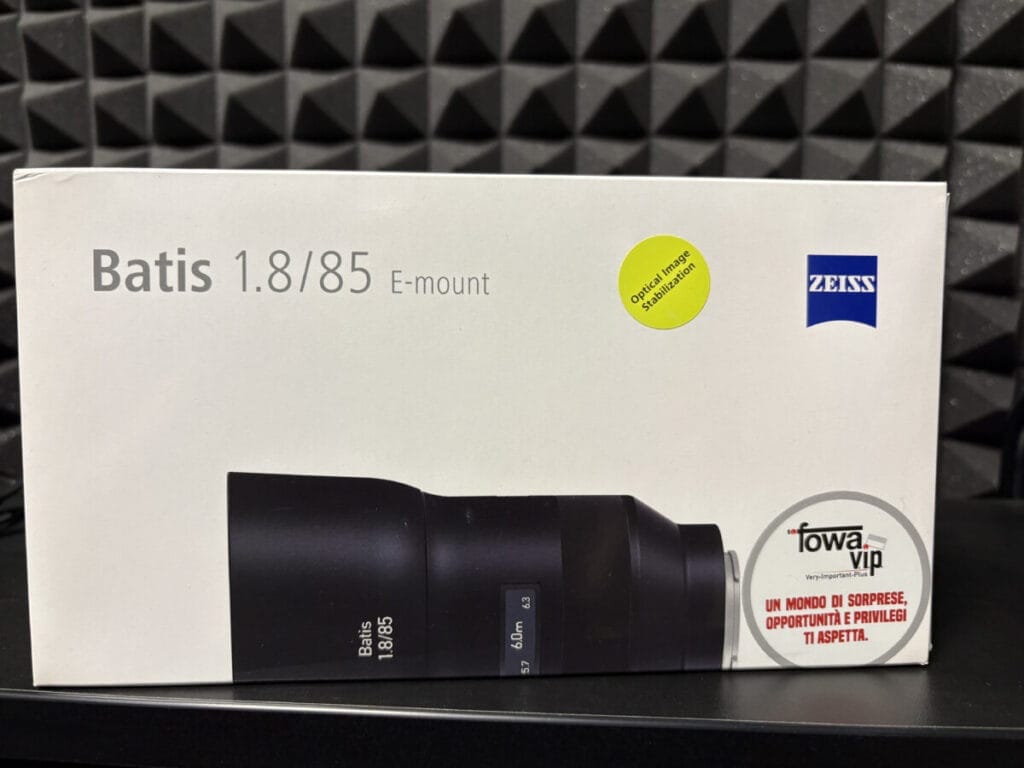 Batis 1.8/85 E-mount
Optical Image
Stabilization
ZEISS
fowa
vip
Very-Important-Plus
UN MONDO DI SORPRESE,
OPPORTUNITÀ E PRIVILEGI
TI ASPETTA.
Batis
1.8/85
6.3
6.0m
5.7